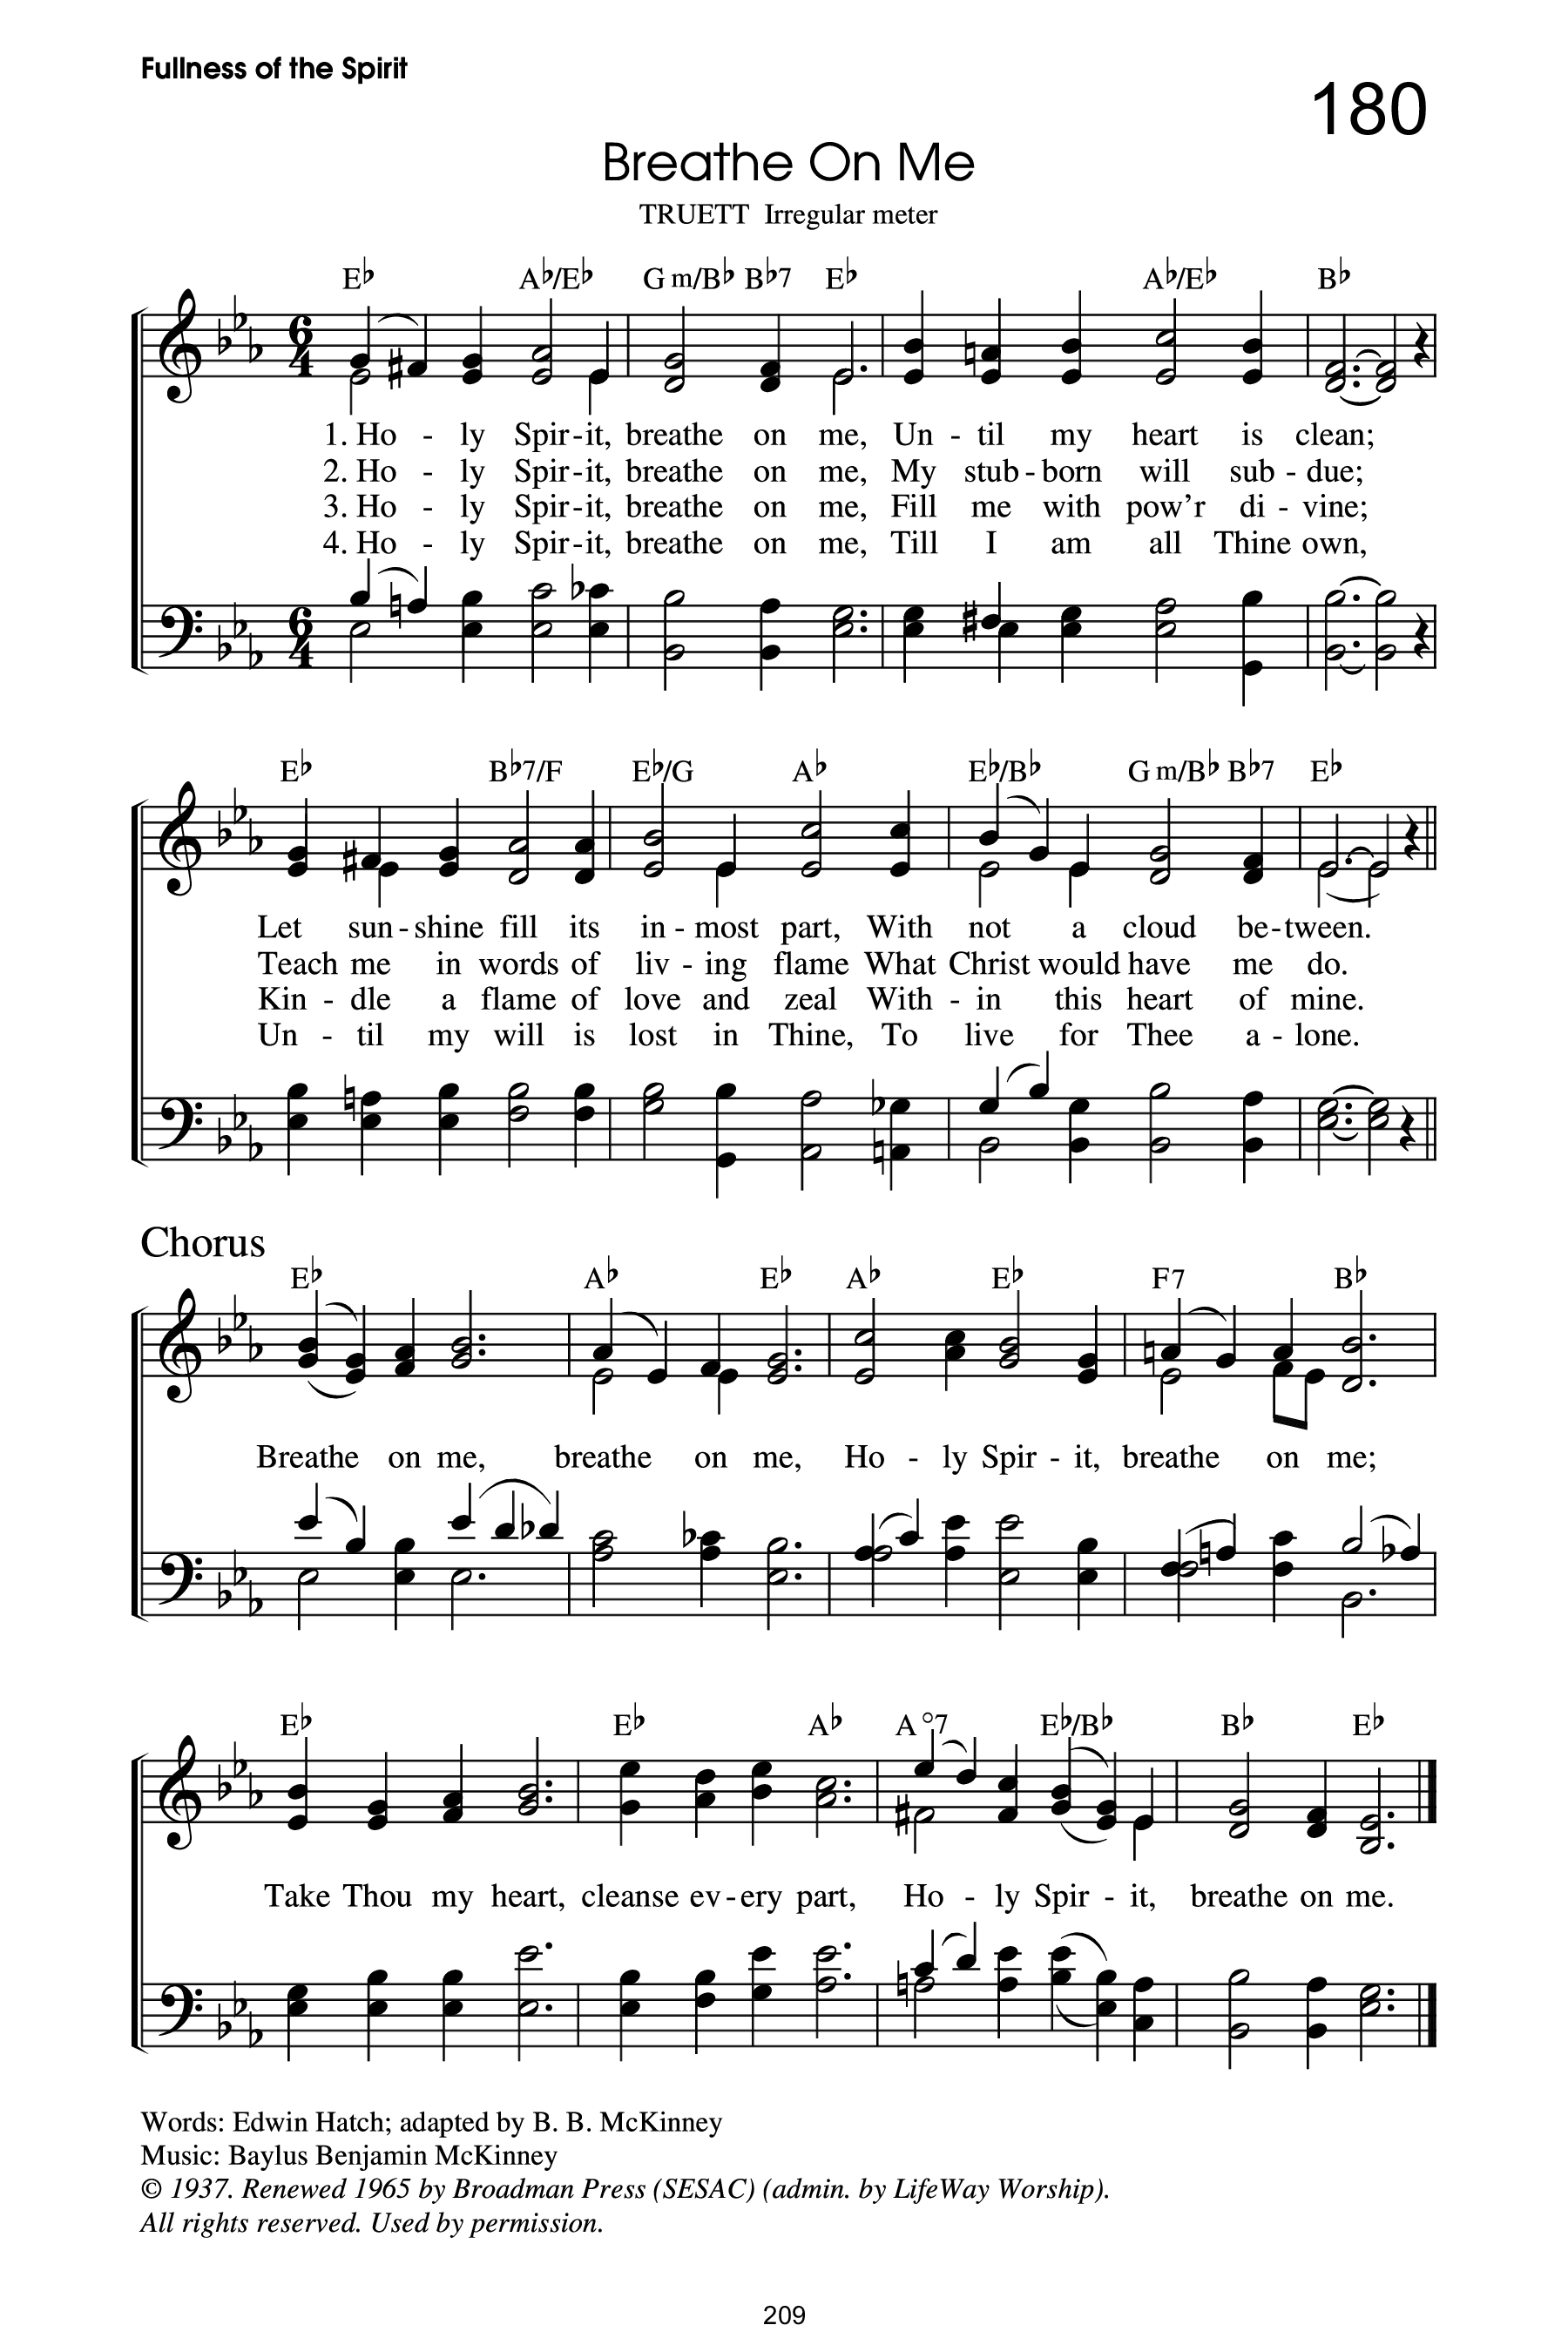 Fullness of the Spirit
180
Breathe On Me
TRUETT Irregular meter
E♭ A♭/E♭ G m/B♭ B♭7 E♭ A♭/E♭ B♭
6 4
1. Ho - ly Spir - it, breathe on me, Un - til my heart is clean;
2. Ho - ly Spir - it, breathe on me, My stub - born will sub - due;
3. Ho - ly Spir - it, breathe on me, Fill me with pow'r di - vine;
4. Ho - ly Spir - it, breathe on me, Till I am all Thine own,
6 4
E♭ B♭7/F E♭/G A♭ E♭/B♭ G m/B♭ B♭7 E♭
Let sun - shine fill its in - most part, With not a cloud be - tween.
Teach me in words of liv - ing flame What Christ would have me do.
Kin - dle a flame of love and zeal With - in this heart of mine.
Un - til my will is lost in Thine, To live for Thee a - lone.
Chorus
E♭ A♭ E♭ A♭ E♭ F7 B♭
Breathe on me, breathe on me, Ho - ly Spir - it, breathe on me;
E♭ E♭ A♭ A °7 E♭/B♭ B♭ E♭
Take Thou my heart, cleanse ev - ery part, Ho - ly Spir - it, breathe on me.
Words: Edwin Hatch; adapted by B. B. McKinney
Music: Baylus Benjamin McKinney
© 1937. Renewed 1965 by Broadman Press (SESAC) (admin. by LifeWay Worship).
All rights reserved. Used by permission.
209